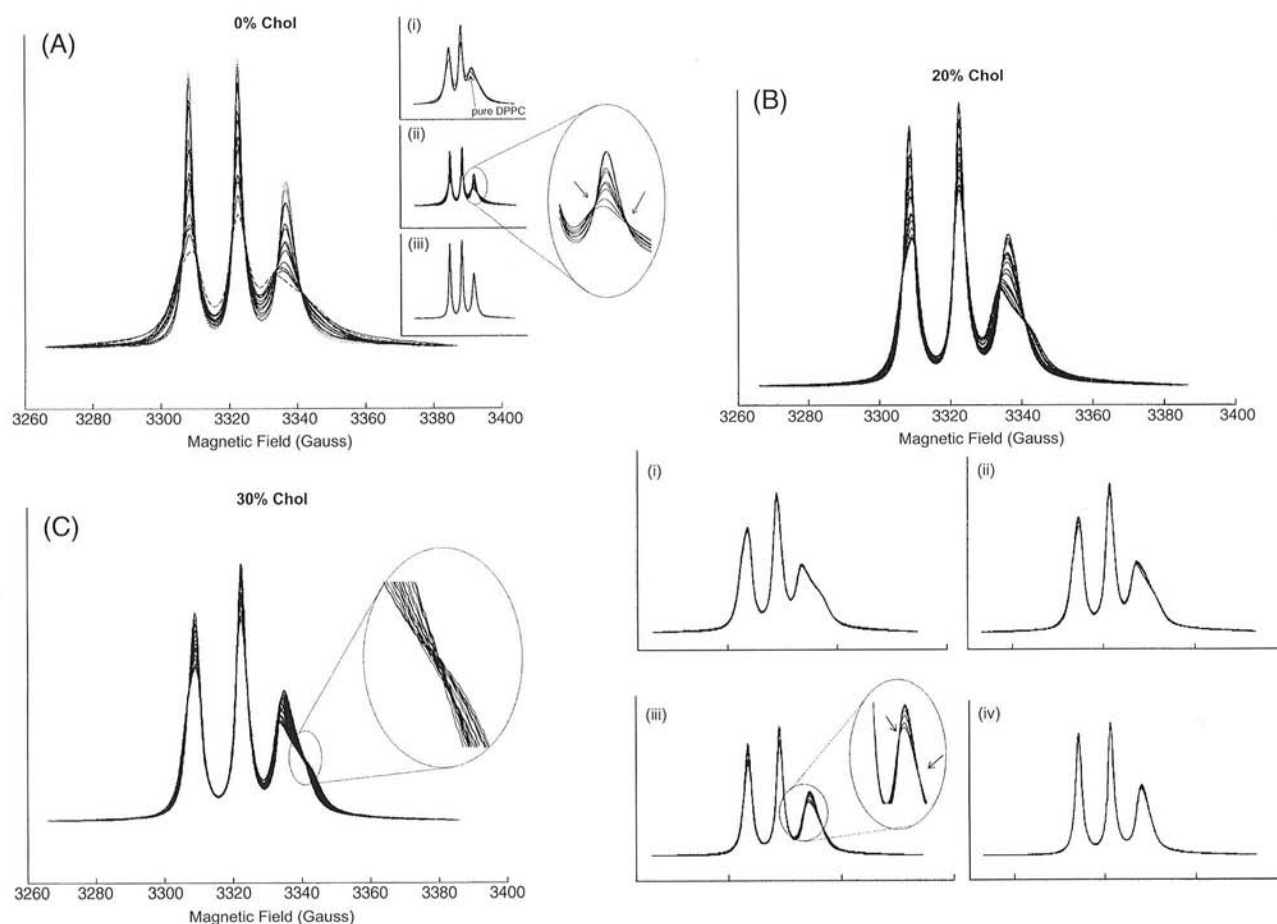 (A)
0% Chol
(i)
pure DPPC
(ii)
(iii)
3260 3280 3300 3320 3340 3360 3380 3400
Magnetic Field (Gauss)
(B)
20% Chol
3260 3280 3300 3320 3340 3360 3380 3400
Magnetic Field (Gauss)
(C)
30% Chol
3260 3280 3300 3320 3340 3360 3380 3400
Magnetic Field (Gauss)
(i)
(ii)
(iii)
(iv)